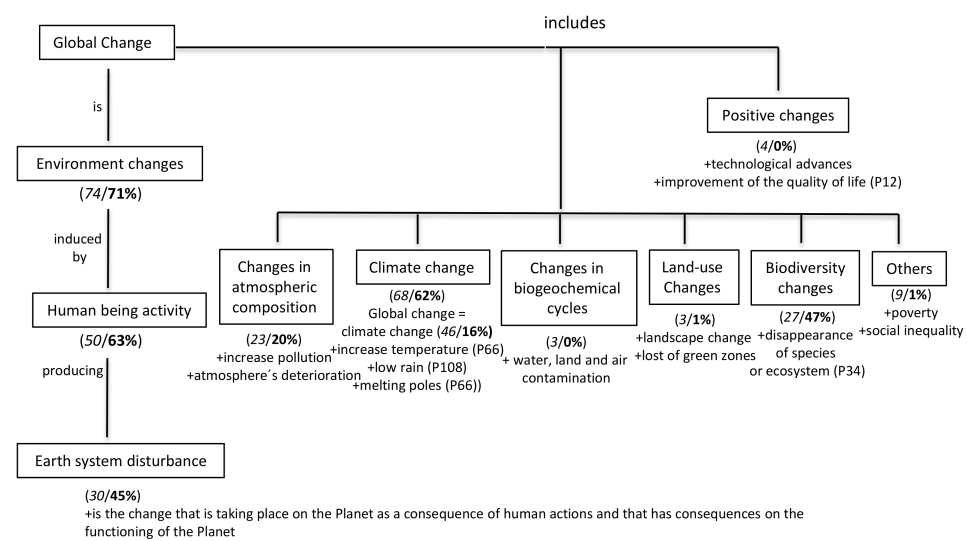 includes
Global Change
is
Positive changes
(4/0%)
+technological advances
+improvement of the quality of life (P12)
Environment changes
(74/71%)
induced
by
Human being activity
(50/63%)
producing
Changes in
atmospheric
composition
(23/20%)
+increase pollution
+atmosphere´s deterioration
Climate change
(68/62%)
Global change =
climate change (46/16%)
+increase temperature (P66)
+low rain (P108)
+melting poles (P66))
Changes in
biogeochemical
cycles
(3/0%)
+ water, land and air
contamination
Land-use
Changes
(3/1%)
+landscape change
+lost of green zones
Biodiversity
changes
(27/47%)
+disappearance
of species
or ecosystem (P34)
Others
(9/1%)
+poverty
+social inequality
Earth system disturbance
(30/45%)
+is the change that is taking place on the Planet as a consequence of human actions and that has consequences on the
functioning of the Planet